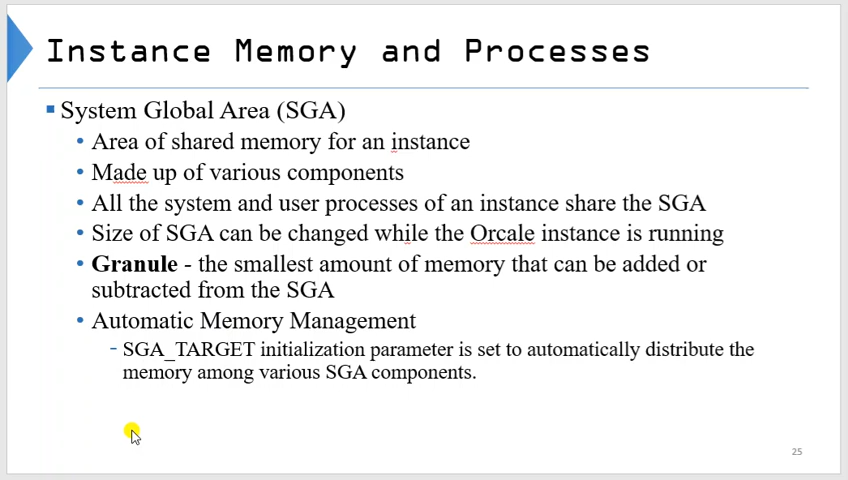 Instance Memory and Processes
System Global Area (SGA)
Area of shared memory for an instance
Made up of various components
All the system and user processes of an instance share the SGA
Size of SGA can be changed while the Orcale instance is running
Granule - the smallest amount of memory that can be added or
subtracted from the SGA
Automatic Memory Management
- SGA_TARGET initialization parameter is set to automatically distribute the
memory among various SGA components.
25